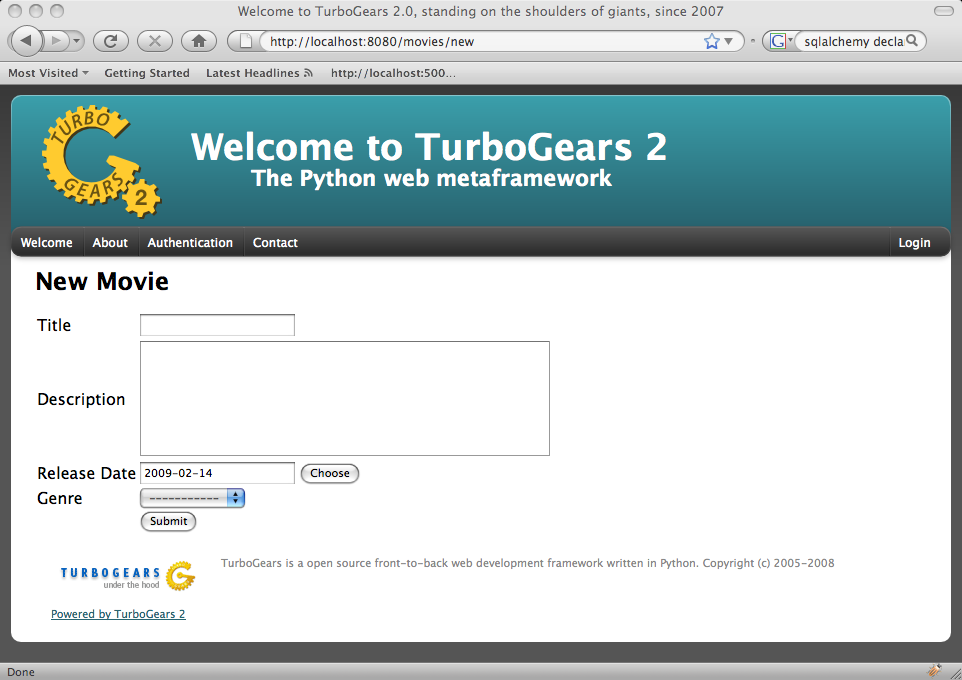 Welcome to TurboGears 2.0, standing on the shoulders of giants, since 2007
http://localhost:8080/movies/new
G
sqlalchemy decla
Most Visited Getting Started Latest Headlines http://localhost:500...
TURBO
GEARS
2
Welcome to TurboGears 2
The Python web metaframework
Welcome About Authentication Contact Login
New Movie
Title
Description
Release Date 2009-02-14 Choose
Genre -----------
Submit
TURBOGEARS
under the hood
TurboGears is a open source front-to-back web development framework written in Python. Copyright (c) 2005-2008
Powered by TurboGears 2
Done